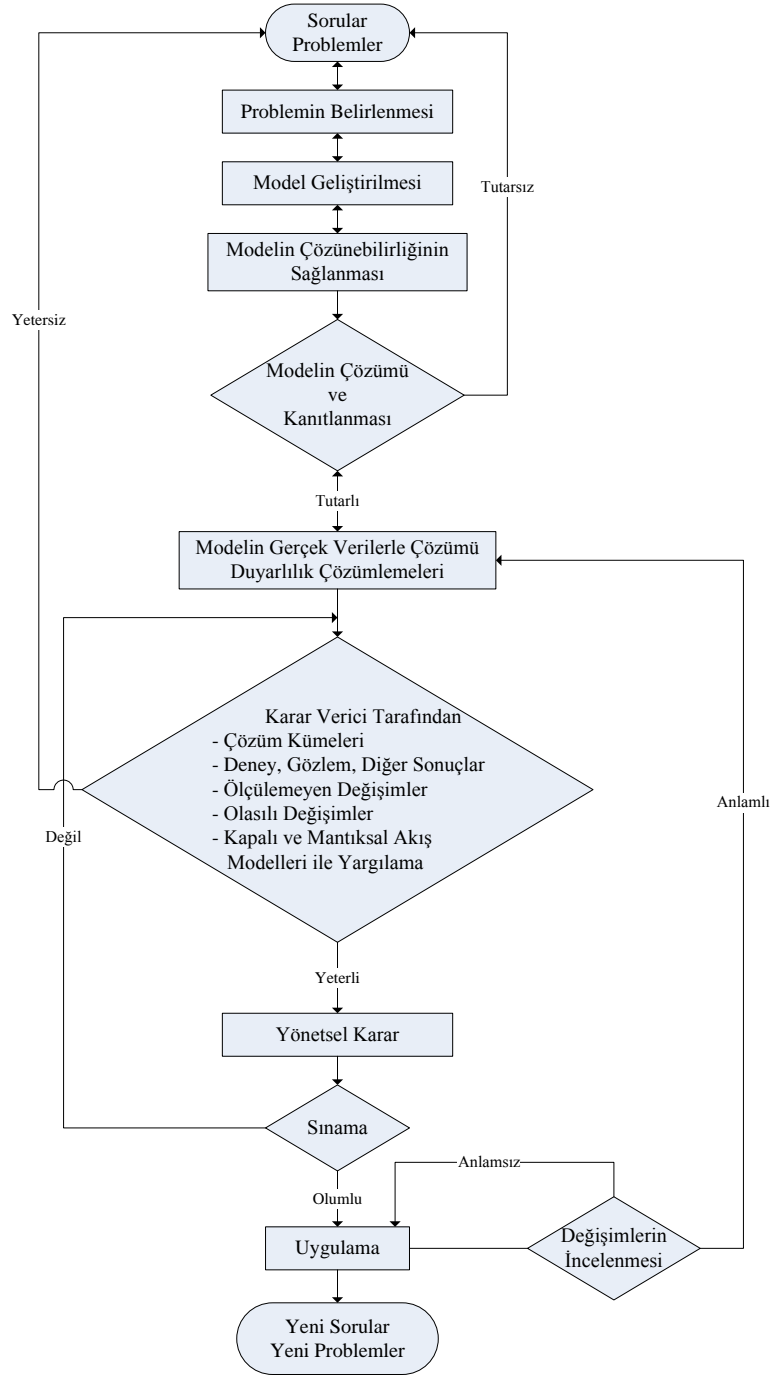 Sorular
Problemler
Problemin Belirlenmesi
Model Geliştirilmesi
Tutarsız
Modelin Çözünebilirliğinin
Sağlanması
Yetersiz
Modelin Çözümü
ve
Kanıtlanması
Tutarlı
Modelin Gerçek Verilerle Çözümü
Duyarlılık Çözümlemeleri
Karar Verici Tarafından
- Çözüm Kümeleri
- Deney, Gözlem, Diğer Sonuçlar
- Ölçülemeyen Değişimler
- Olasılı Değişimler
- Kapalı ve Mantıksal Akış
Modelleri ile Yargılama
Anlamlı
Değil
Yeterli
Yönetsel Karar
Sınama
Anlamsız
Olumlu
Uygulama
Değişimlerin
İncelenmesi
Yeni Sorular
Yeni Problemler